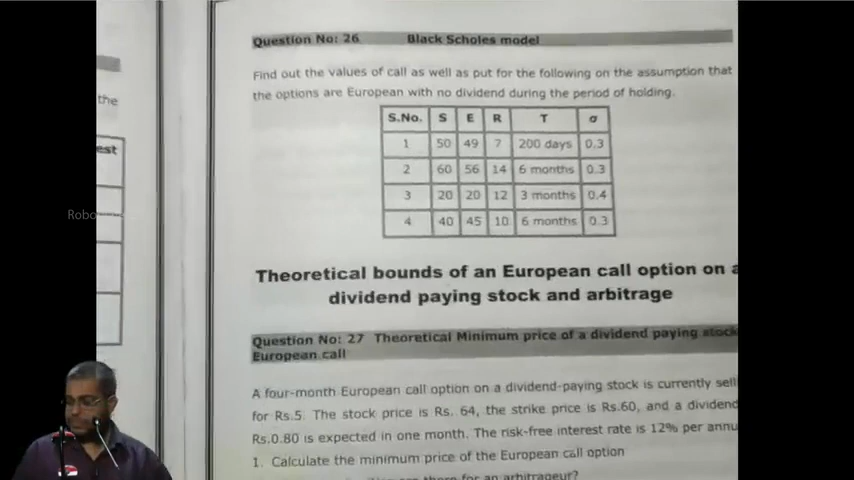 Question No: 26 Black Scholes model
Find out the values of call as well as put for the following on the assumption that
the options are European with no dividend during the period of holding.
S.No. S E R T σ
1 50 49 7 200 days 0.3
2 60 56 14 6 months 0.3
3 20 20 12 3 months 0.4
4 40 45 10 6 months 0.3
Theoretical bounds of an European call option on a
dividend paying stock and arbitrage
Question No: 27 Theoretical Minimum price of a dividend paying stock
European call
A four-month European call option on a dividend-paying stock is currently sell
for Rs.5. The stock price is Rs. 64, the strike price is Rs.60, and a dividend
Rs.0.80 is expected in one month. The risk-free interest rate is 12% per annu
1. Calculate the minimum price of the European call option
there for an arbitrageur?
the
est